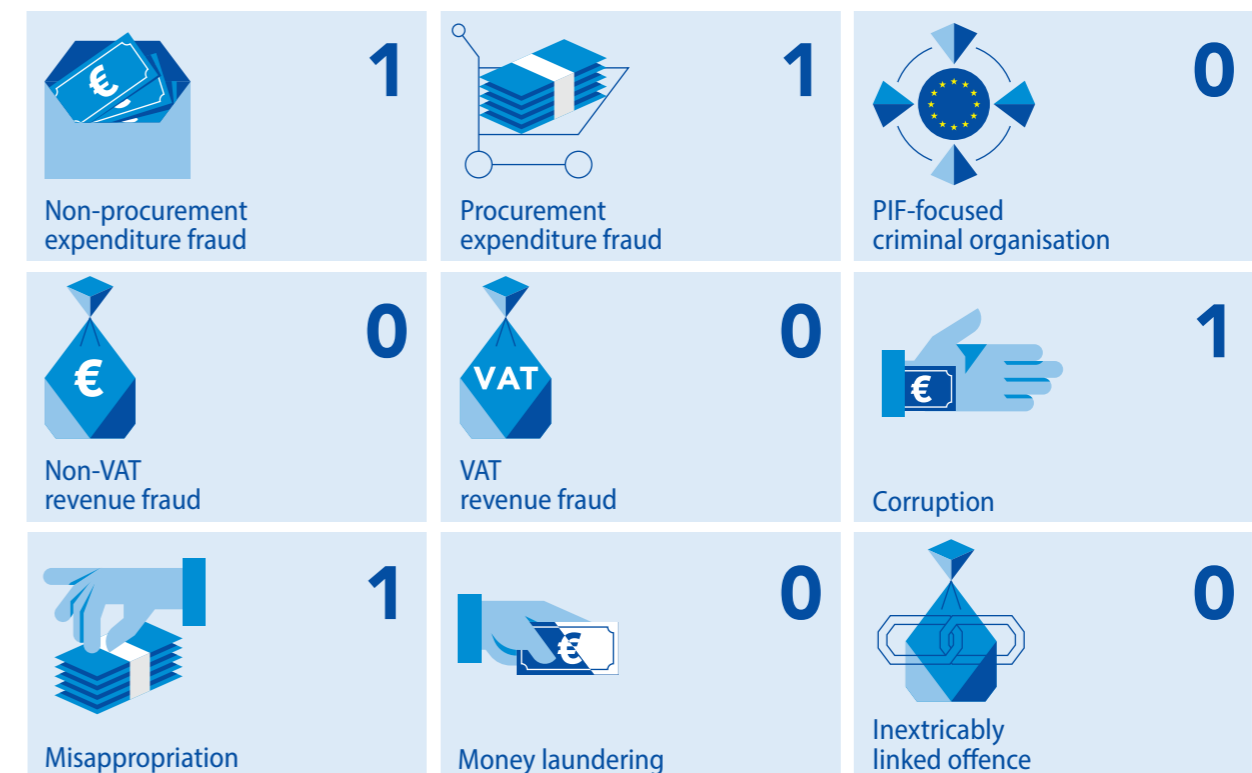 €
1
Non-procurement
expenditure fraud
1
Procurement
expenditure fraud
0
PIF-focused
criminal organisation
€
0
Non-VAT
revenue fraud
VAT
0
VAT
revenue fraud
€
1
Corruption
1
Misappropriation
€
0
Money laundering
0
Inextricably
linked offence